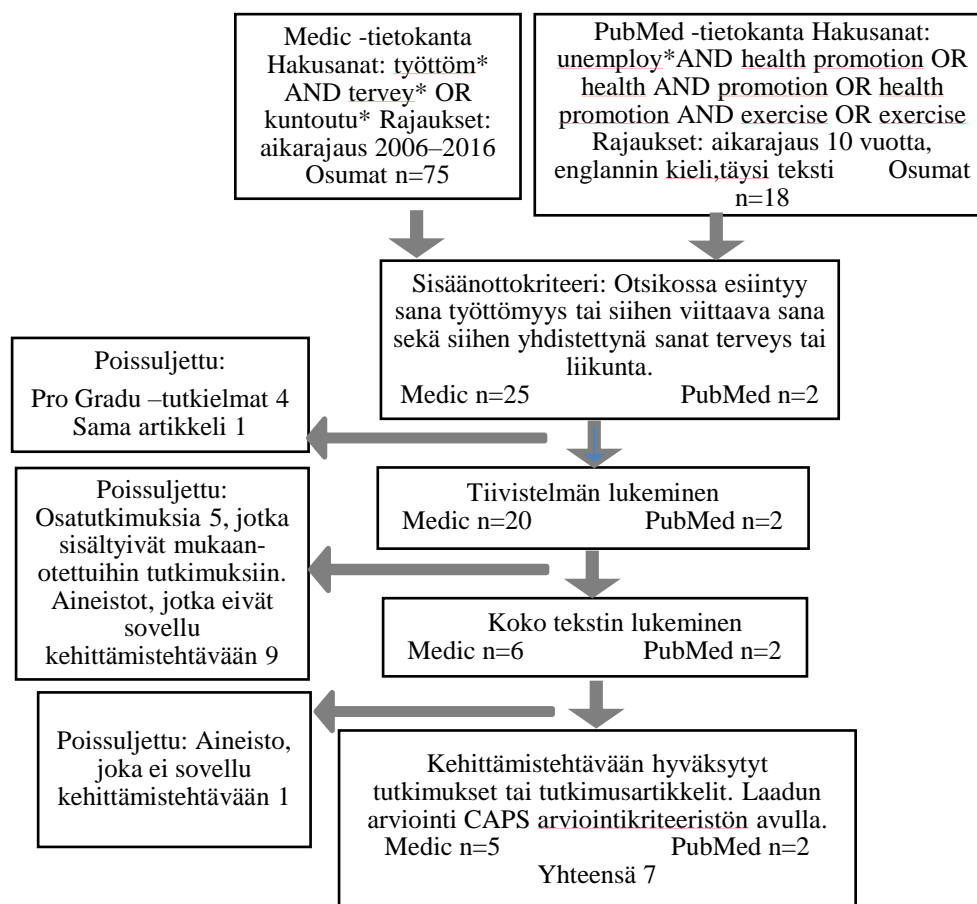 Medic -tietokanta
Hakusanat: työttöm*
AND tervey* OR
kuntoutu* Rajaukset:
aikarajaus 2006–2016
Osumat n=75
PubMed -tietokanta Hakusanat:
unemploy*AND health promotion OR
health AND promotion OR health
promotion AND exercise OR exercise
Rajaukset: aikarajaus 10 vuotta,
englannin kieli,täysi teksti Osumat
n=18
Sisäänottokriteeri: Otsikossa esiintyy
sana työttömyys tai siihen viittaava sana
sekä siihen yhdistettynä sanat terveys tai
liikunta.
Medic n=25 PubMed n=2
Poissuljettu:
Pro Gradu –tutkielmat 4
Sama artikkeli 1
Tiivistelmän lukeminen
Medic n=20 PubMed n=2
Poissuljettu:
Osatutkimuksia 5, jotka
sisältyivät mukaan-
otettuihin tutkimuksiin.
Aineistot, jotka eivät
sovellu
kehittämistehtävään 9
Koko tekstin lukeminen
Medic n=6 PubMed n=2
Poissuljettu: Aineisto,
joka ei sovellu
kehittämistehtävään 1
Kehittämistehtävään hyväksytyt
tutkimukset tai tutkimusartikkelit. Laadun
arviointi CAPS arviointikriteeristön avulla.
Medic n=5 PubMed n=2
Yhteensä 7